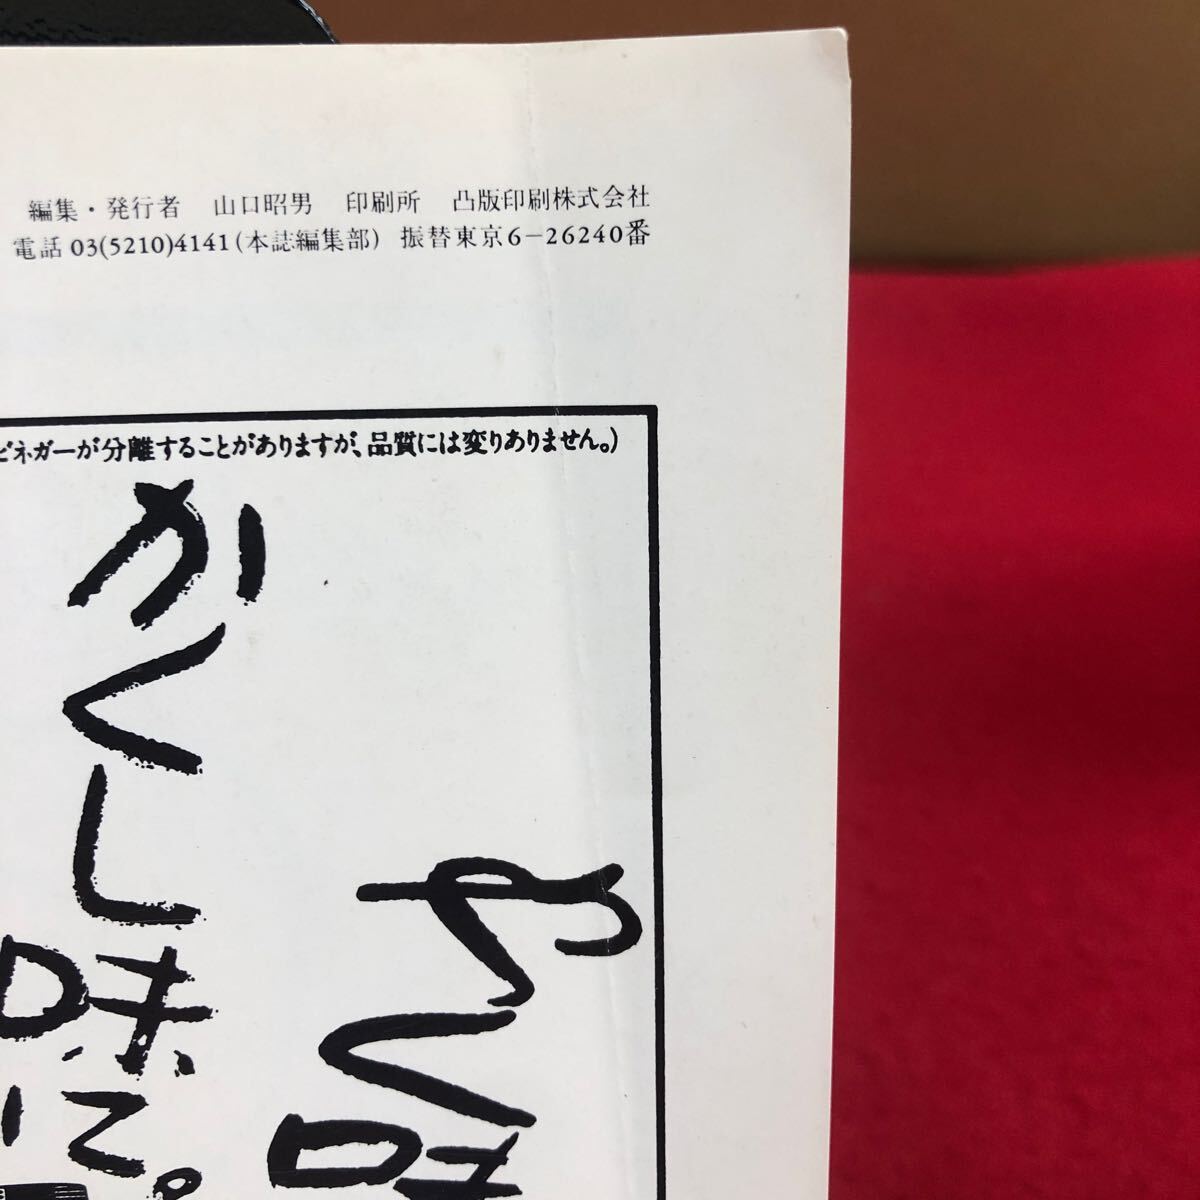 編集・発行者　山口昭男　印刷所　凸版印刷株式会社
電話03(5210)4141(本誌編集部)　振替東京6−26240番
ビネガーが分離することがありますが、品質には変りありません。)
かくし味に。